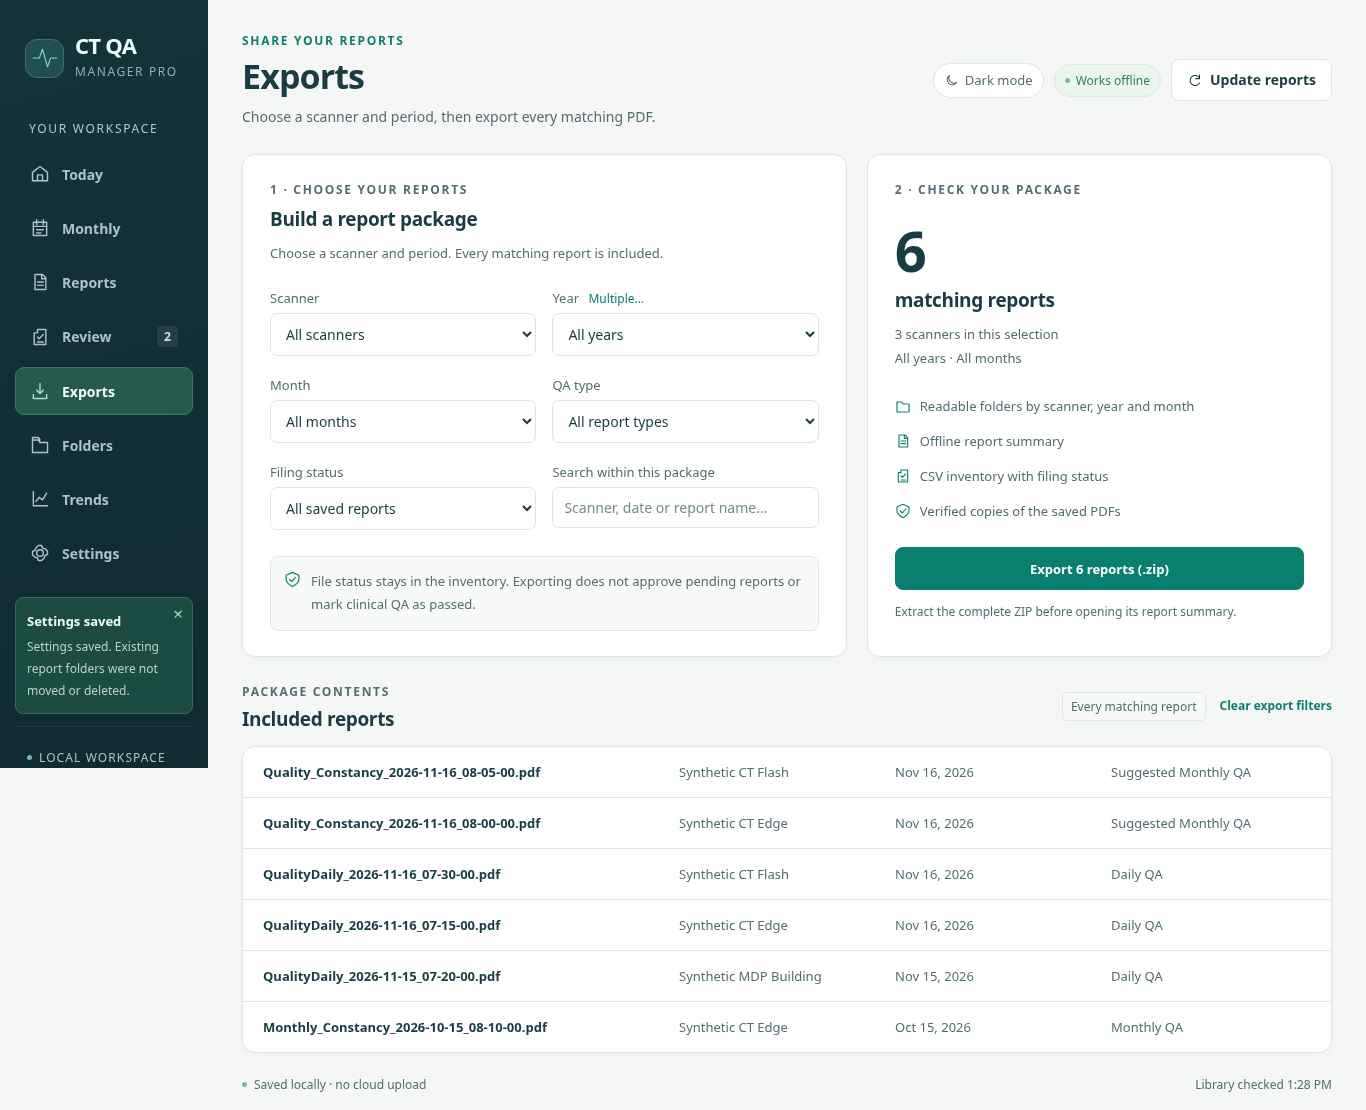 CT QA
MANAGER PRO
YOUR WORKSPACE
Today
Monthly
Reports
Review 2
Exports
Folders
Trends
Settings
Settings saved ×
Settings saved. Existing
report folders were not
moved or deleted.
LOCAL WORKSPACE
SHARE YOUR REPORTS
Exports
Choose a scanner and period, then export every matching PDF.
Dark mode
Works offline
Update reports
1 · CHOOSE YOUR REPORTS
Build a report package
Choose a scanner and period. Every matching report is included.
Scanner
All scanners
Year Multiple...
All years
Month
All months
QA type
All report types
Filing status
All saved reports
Search within this package
Scanner, date or report name...
File status stays in the inventory. Exporting does not approve pending reports or
mark clinical QA as passed.
2 · CHECK YOUR PACKAGE
6
matching reports
3 scanners in this selection
All years · All months
Readable folders by scanner, year and month
Offline report summary
CSV inventory with filing status
Verified copies of the saved PDFs
Export 6 reports (.zip)
Extract the complete ZIP before opening its report summary.
PACKAGE CONTENTS
Included reports
Every matching report
Clear export filters
Quality_Constancy_2026-11-16_08-05-00.pdf Synthetic CT Flash Nov 16, 2026 Suggested Monthly QA
Quality_Constancy_2026-11-16_08-00-00.pdf Synthetic CT Edge Nov 16, 2026 Suggested Monthly QA
QualityDaily_2026-11-16_07-30-00.pdf Synthetic CT Flash Nov 16, 2026 Daily QA
QualityDaily_2026-11-16_07-15-00.pdf Synthetic CT Edge Nov 16, 2026 Daily QA
QualityDaily_2026-11-15_07-20-00.pdf Synthetic MDP Building Nov 15, 2026 Daily QA
Monthly_Constancy_2026-10-15_08-10-00.pdf Synthetic CT Edge Oct 15, 2026 Monthly QA
Saved locally · no cloud upload
Library checked 1:28 PM